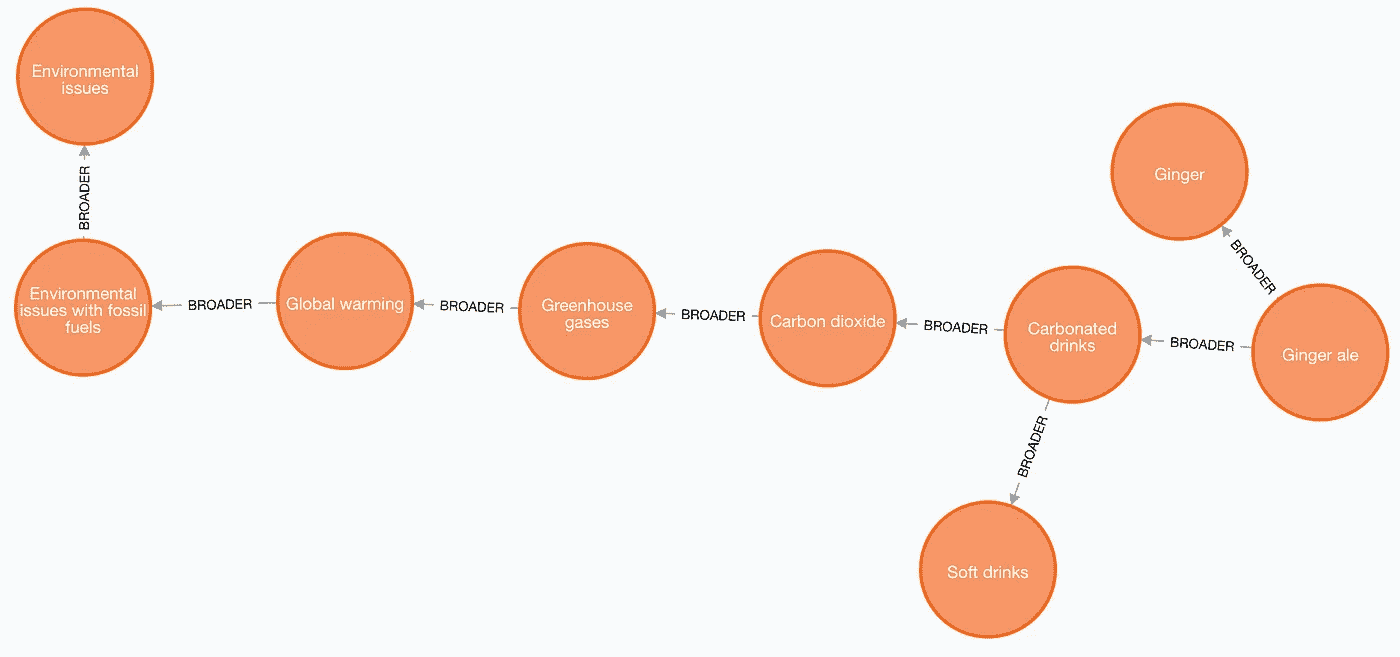 Environmental
issues
BROADER
Environmental
issues with fossil
fuels
BROADER
Global warming
BROADER
Greenhouse
gases
BROADER
Carbon dioxide
BROADER
Carbonated
drinks
BROADER
Ginger ale
BROADER
Ginger
BROADER
Soft drinks